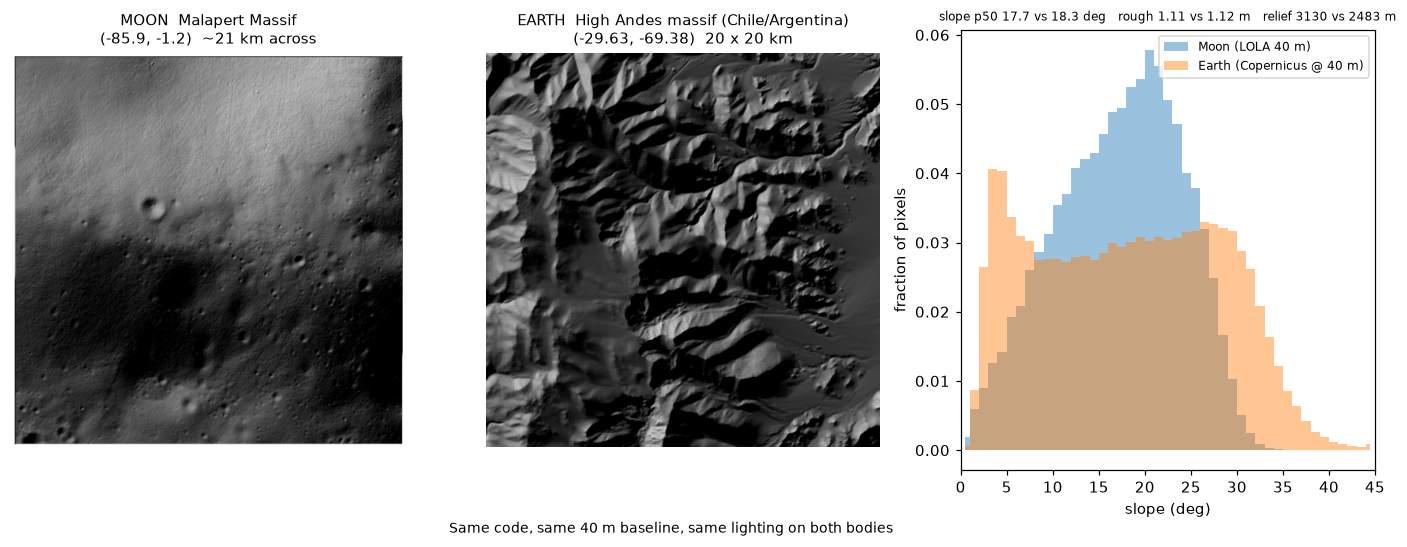 MOON  Malapert Massif
(-85.9, -1.2)  ~21 km across
EARTH  High Andes massif (Chile/Argentina)
(-29.63, -69.38)  20 x 20 km
slope p50 17.7 vs 18.3 deg   rough 1.11 vs 1.12 m   relief 3130 vs 2483 m
Moon (LOLA 40 m)
Earth (Copernicus @ 40 m)
fraction of pixels
0.06
0.05
0.04
0.03
0.02
0.01
0.00
0 5 10 15 20 25 30 35 40 45
slope (deg)
Same code, same 40 m baseline, same lighting on both bodies